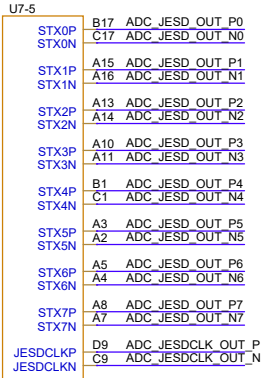 U7-5
STX0P B17 ADC_JESD_OUT_P0
STX0N C17 ADC_JESD_OUT_N0
STX1P A15 ADC_JESD_OUT_P1
STX1N A16 ADC_JESD_OUT_N1
STX2P A13 ADC_JESD_OUT_P2
STX2N A14 ADC_JESD_OUT_N2
STX3P A10 ADC_JESD_OUT_P3
STX3N A11 ADC_JESD_OUT_N3
STX4P B1 ADC_JESD_OUT_P4
STX4N C1 ADC_JESD_OUT_N4
STX5P A3 ADC_JESD_OUT_P5
STX5N A2 ADC_JESD_OUT_N5
STX6P A5 ADC_JESD_OUT_P6
STX6N A4 ADC_JESD_OUT_N6
STX7P A8 ADC_JESD_OUT_P7
STX7N A7 ADC_JESD_OUT_N7
JESDCLKP D9 ADC_JESDCLK_OUT_P
JESDCLKN C9 ADC_JESDCLK_OUT_N